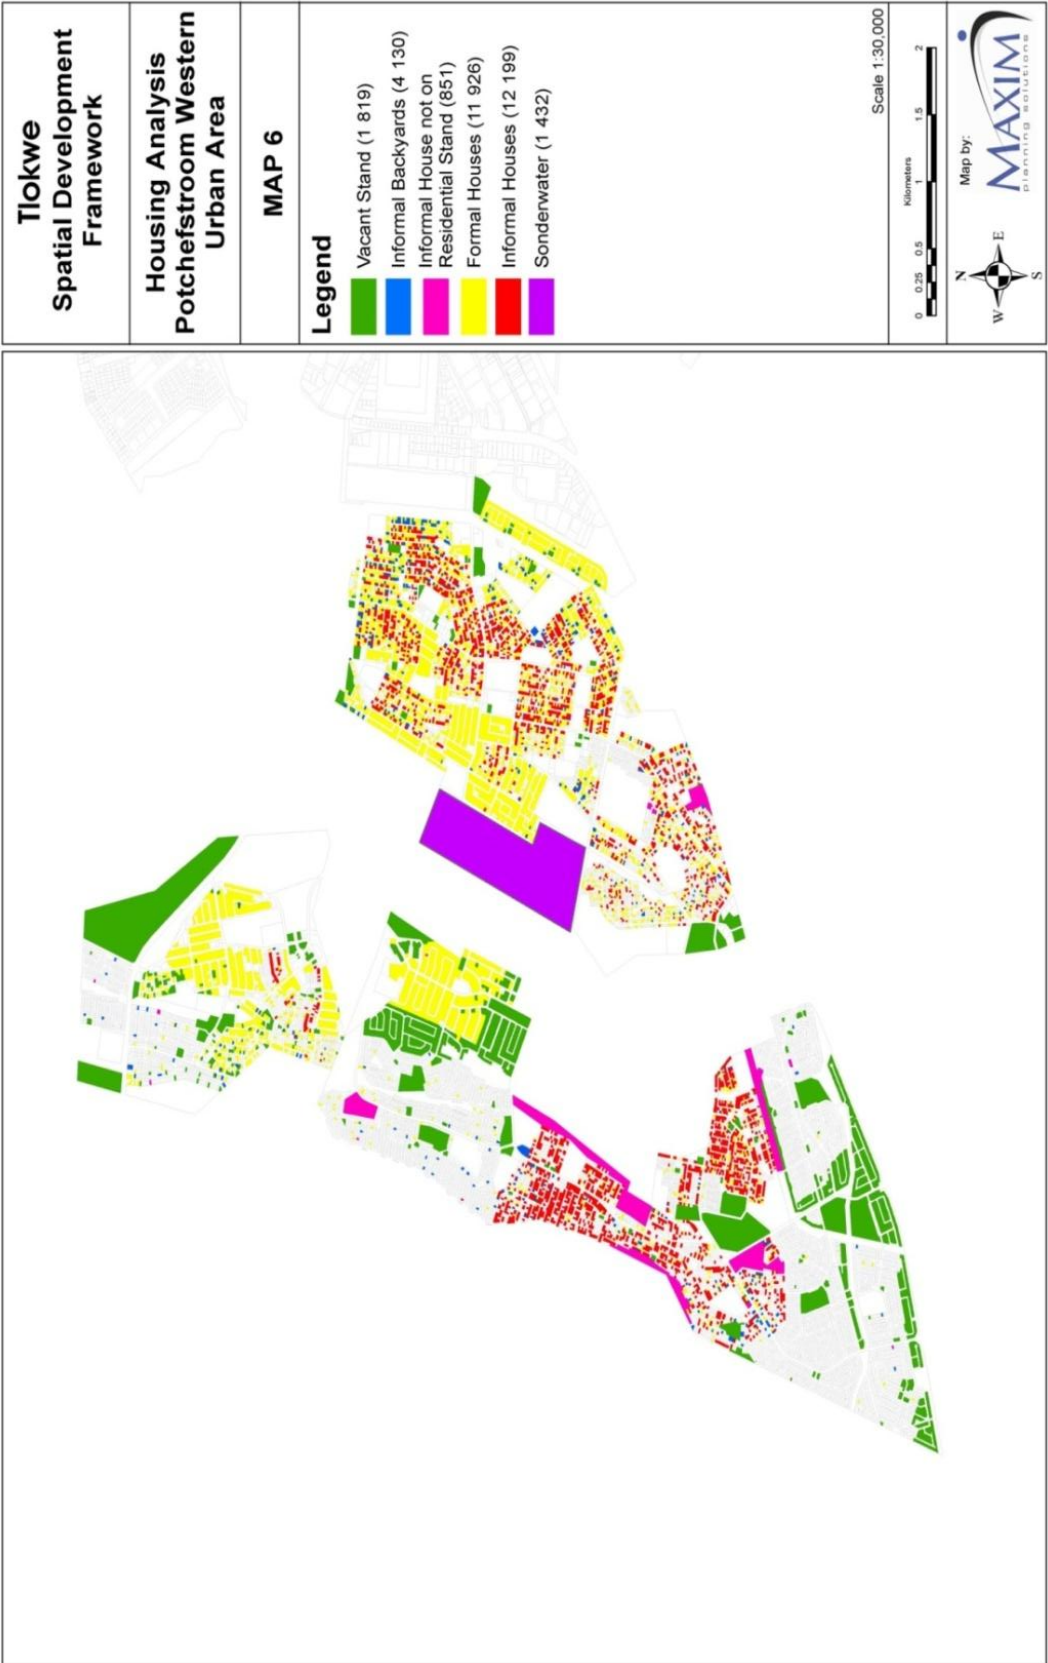 Tlokwe
Spatial Development
Framework
Housing Analysis
Potchefstroom Western
Urban Area
MAP 6
Legend
Vacant Stand (1 819)
Informal Backyards (4 130)
Informal House not on
Residential Stand (851)
Formal Houses (11 926)
Informal Houses (12 199)
Sonderwater (1 432)
Scale 1:30,000
0 0.25 0.5 1 1.5 2
Kilometers
N
W E
S
Map by:
MAXIM
planning solutions